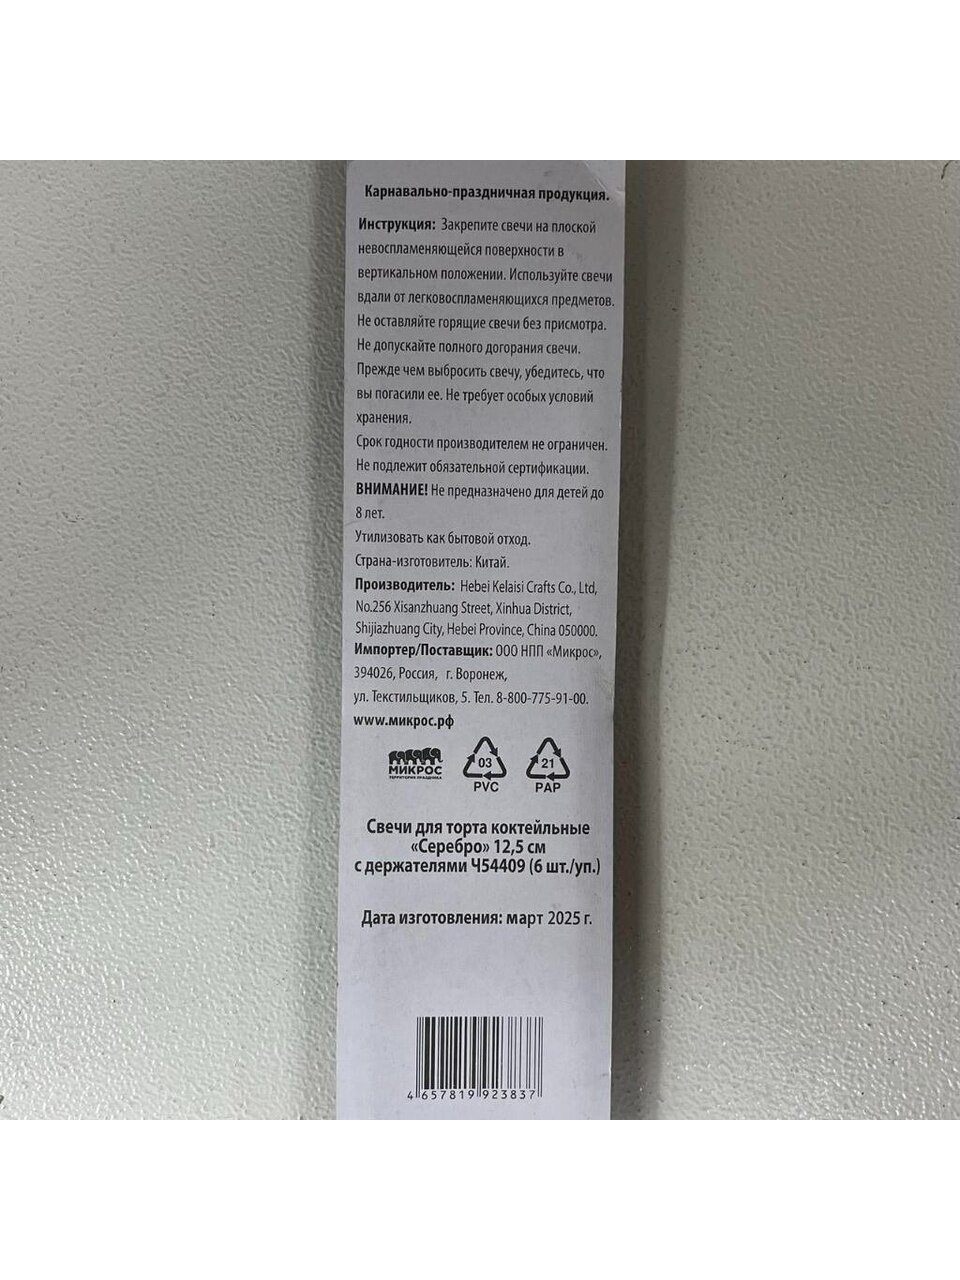 Карнавально-праздничная продукция.
Инструкция: Закрепите свечи на плоской
невоспламеняющейся поверхности в
вертикальном положении. Используйте свечи
вдали от легковоспламеняющихся предметов.
Не оставляйте горящие свечи без присмотра.
Не допускайте полного догорания свечи.
Прежде чем выбросить свечу, убедитесь, что
вы погасили ее. Не требует особых условий
хранения.
Срок годности производителем не ограничен.
Не подлежит обязательной сертификации.
ВНИМАНИЕ! Не предназначено для детей до
8 лет.
Утилизовать как бытовой отход.
Страна-изготовитель: Китай.
Производитель: Hebei Kelaisi Crafts Co., Ltd,
No.256 Xisanzhuang Street, Xinhua District,
Shijiazhuang City, Hebei Province, China 050000.
Импортер/Поставщик: ООО НПП «Микрос»,
394026, Россия, г. Воронеж,
ул. Текстильщиков, 5. Тел. 8-800-775-91-00.
www.микрос.рф
МИКРОС
ТЕРРИТОРИЯ ПРАЗДНИКА
03
PVC
21
PAP
Свечи для торта коктейльные
«Серебро» 12,5 см
с держателями Ч54409 (6 шт./уп.)
Дата изготовления: март 2025 г.
4 657819 923837